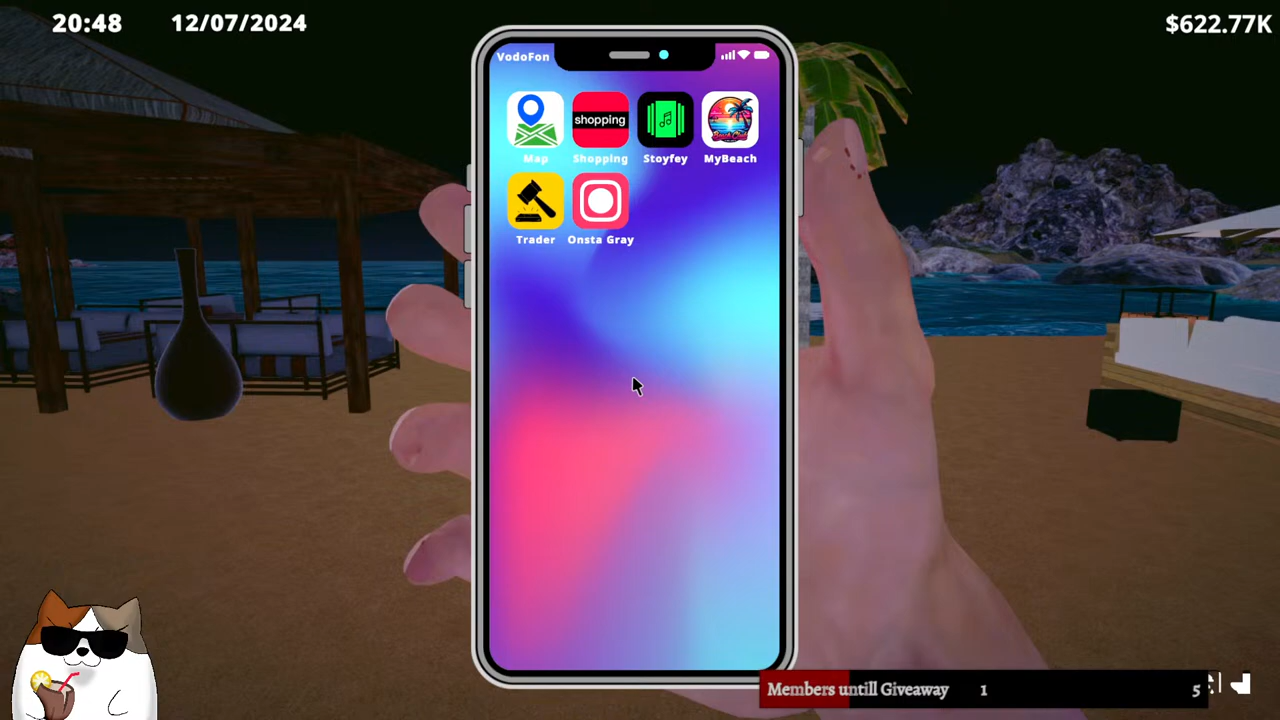 20:48 12/07/2024 $622.77K
VodoFon
shopping
Map Shopping Stoyfey MyBeach
Trader Onsta Gray
Members untill Giveaway 1 5